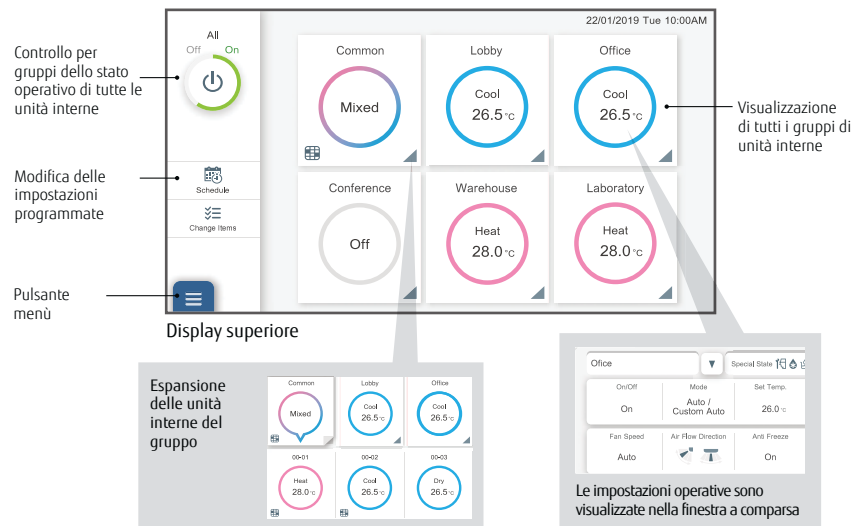 22/01/2019 Tue 10:00AM
All
Off On
Controllo per
gruppi dello stato
operativo di tutte le
unità interne
Common
Mixed
Lobby
Cool
26.5 °C
Office
Cool
26.5 °C
Visualizzazione
di tutti i gruppi di
unità interne
Modifica delle
impostazioni
programmate
Schedule
Change Items
Conference
Off
Warehouse
Heat
28.0 °C
Laboratory
Heat
28.0 °C
Pulsante
menù
Display superiore
Espansione
delle unità
interne del
gruppo
Common
Mixed
Lobby
Cool
26.5 °C
Office
Cool
26.5 °C
00-01
Heat
28.0 °C
00-02
Cool
26.5 °C
00-03
Dry
26.5 °C
Ofice
Special State
On/Off
On
Mode
Auto /
Custom Auto
Set Temp.
26.0 °C
Fan Speed
Auto
Air Flow Direction
Anti Freeze
On
Le impostazioni operative sono
visualizzate nella finestra a comparsa